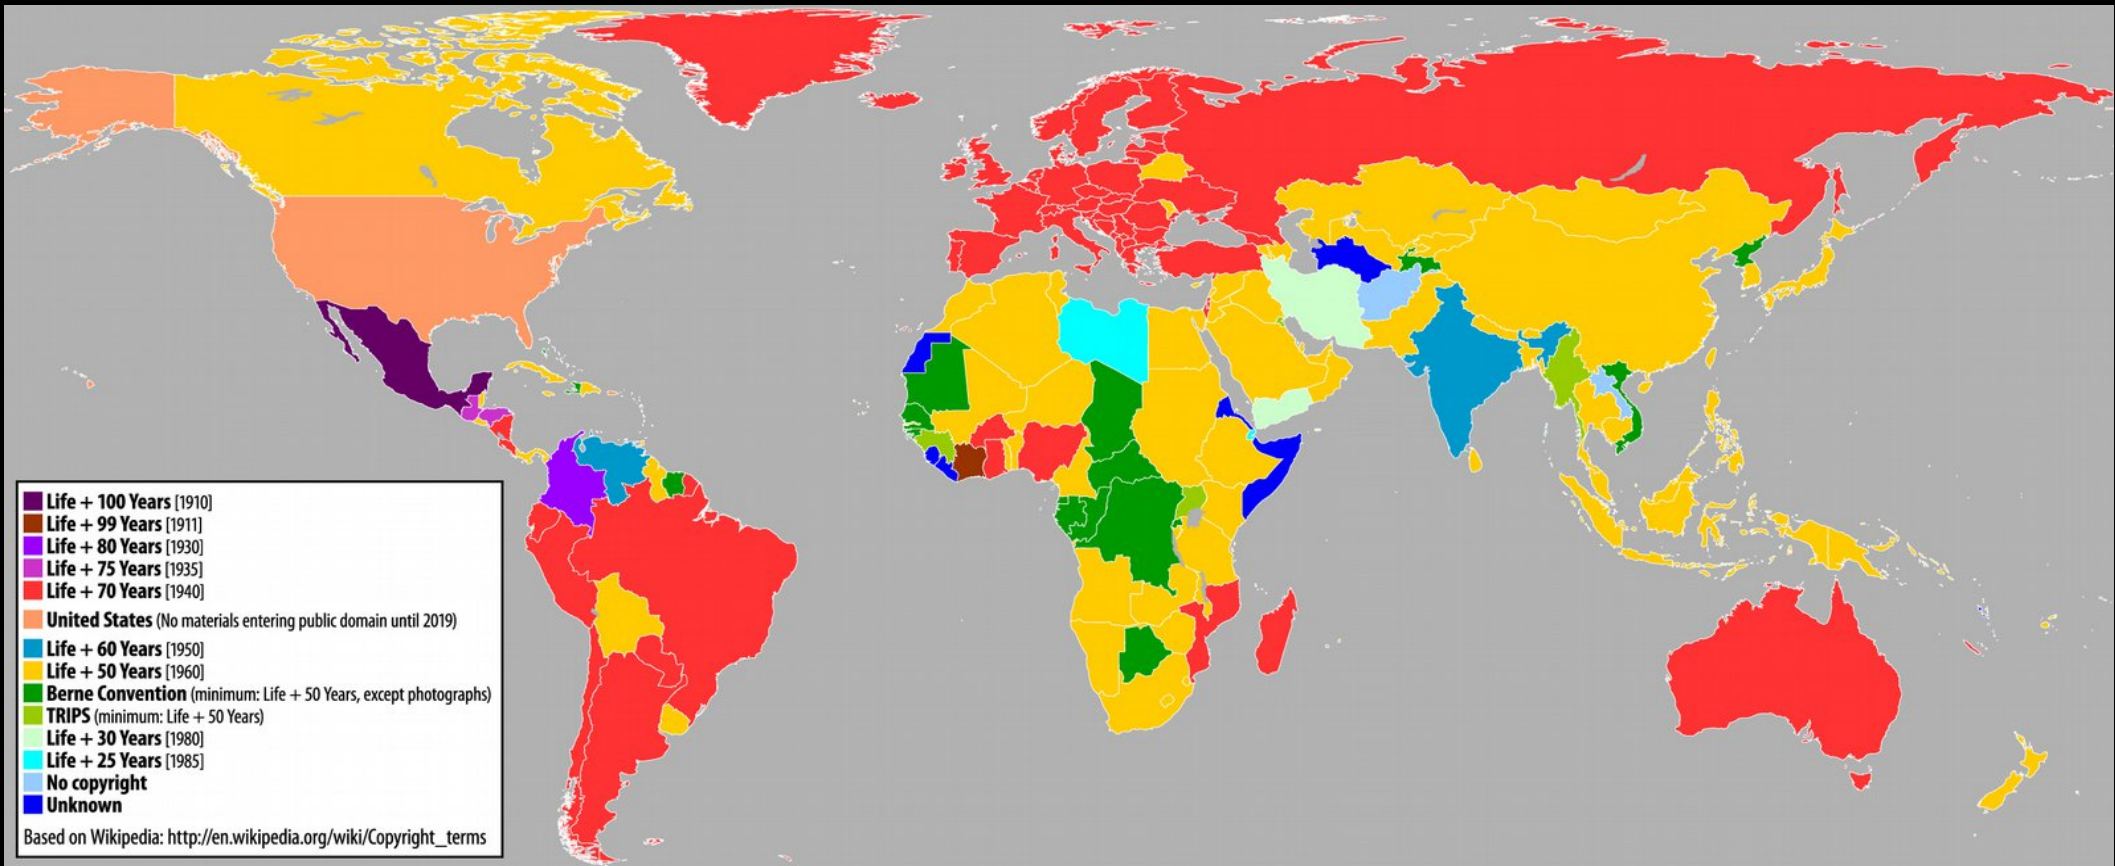 Life + 100 Years [1910]
Life + 99 Years [1911]
Life + 80 Years [1930]
Life + 75 Years [1935]
Life + 70 Years [1940]
United States (No materials entering public domain until 2019)
Life + 60 Years [1950]
Life + 50 Years [1960]
Berne Convention (minimum: Life + 50 Years, except photographs)
TRIPS (minimum: Life + 50 Years)
Life + 30 Years [1980]
Life + 25 Years [1985]
No copyright
Unknown
Based on Wikipedia: http://en.wikipedia.org/wiki/Copyright_terms